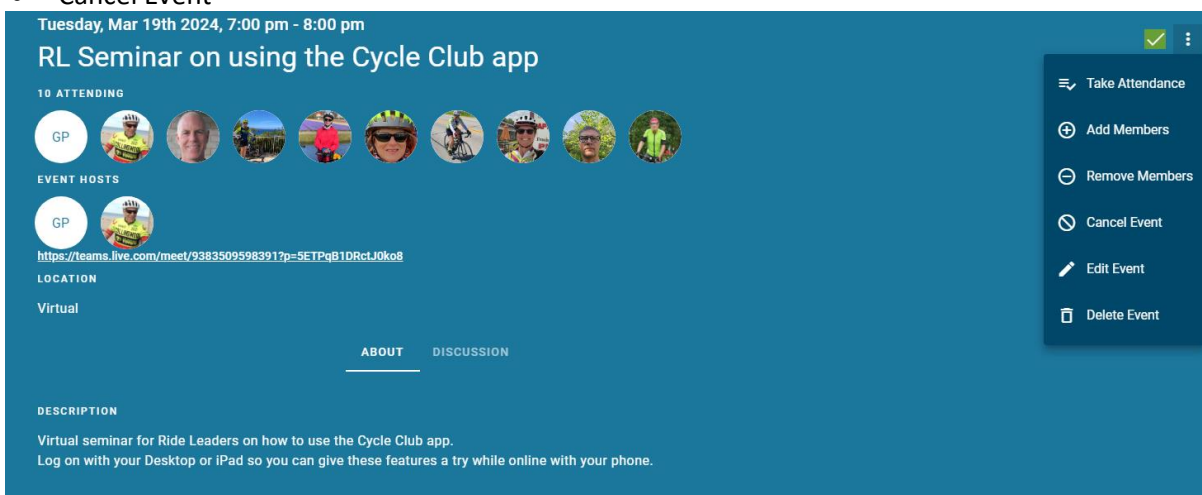 Cancel Event
Tuesday, Mar 19th 2024, 7:00 pm - 8:00 pm
RL Seminar on using the Cycle Club app
10 ATTENDING
GP
EVENT HOSTS
GP
https://teams.live.com/meet/9383509598391?p=5ETPqB1DRctJ0ko8
LOCATION
Virtual
ABOUT DISCUSSION
DESCRIPTION
Virtual seminar for Ride Leaders on how to use the Cycle Club app.
Log on with your Desktop or iPad so you can give these features a try while online with your phone.
Take Attendance
Add Members
Remove Members
Cancel Event
Edit Event
Delete Event